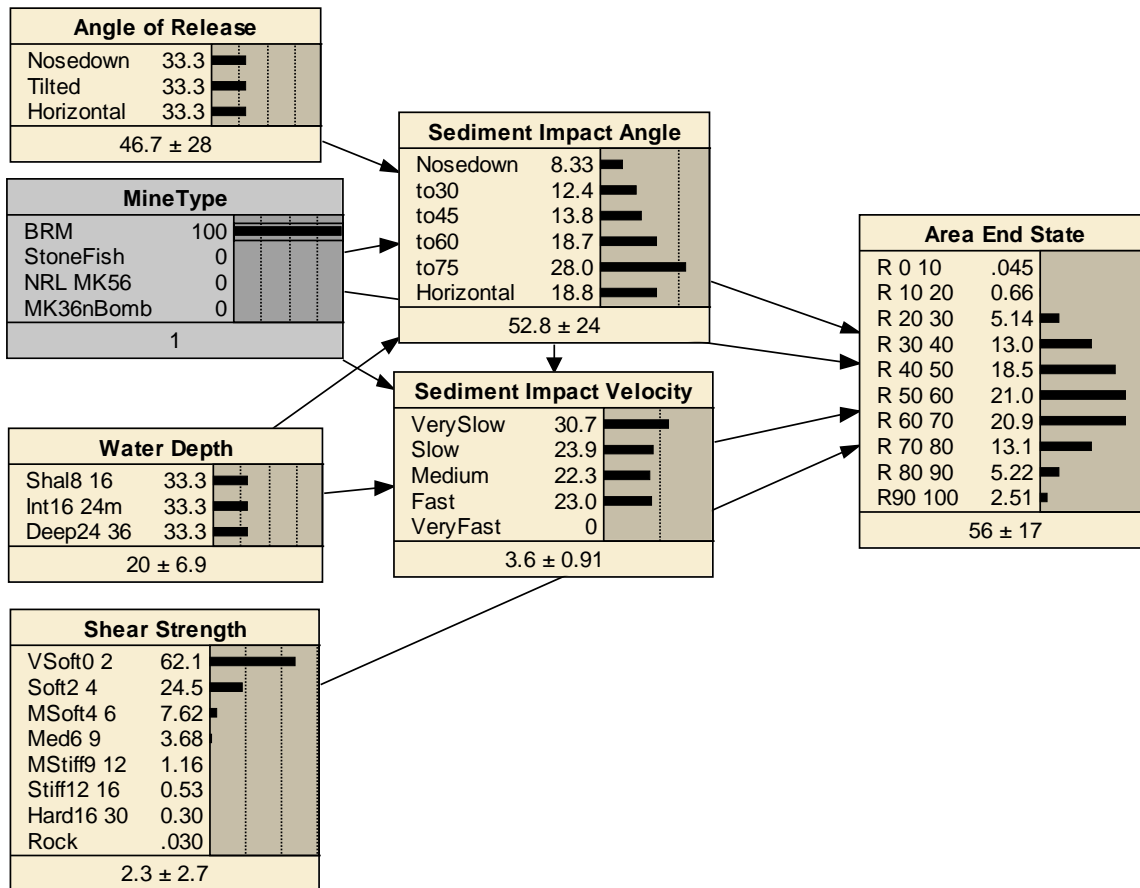 Angle of Release
Nosedown 33.3
Tilted 33.3
Horizontal 33.3
46.7 ± 28
MineType
BRM 100
StoneFish 0
NRL MK56 0
MK36nBomb 0
1
Water Depth
Shal8 16 33.3
Int16 24m 33.3
Deep24 36 33.3
20 ± 6.9
Shear Strength
VSoft0 2 62.1
Soft2 4 24.5
MSoft4 6 7.62
Med6 9 3.68
MStiff9 12 1.16
Stiff12 16 0.53
Hard16 30 0.30
Rock .030
2.3 ± 2.7
Sediment Impact Angle
Nosedown 8.33
to30 12.4
to45 13.8
to60 18.7
to75 28.0
Horizontal 18.8
52.8 ± 24
Sediment Impact Velocity
VerySlow 30.7
Slow 23.9
Medium 22.3
Fast 23.0
VeryFast 0
3.6 ± 0.91
Area End State
R 0 10 .045
R 10 20 0.66
R 20 30 5.14
R 30 40 13.0
R 40 50 18.5
R 50 60 21.0
R 60 70 20.9
R 70 80 13.1
R 80 90 5.22
R90 100 2.51
56 ± 17